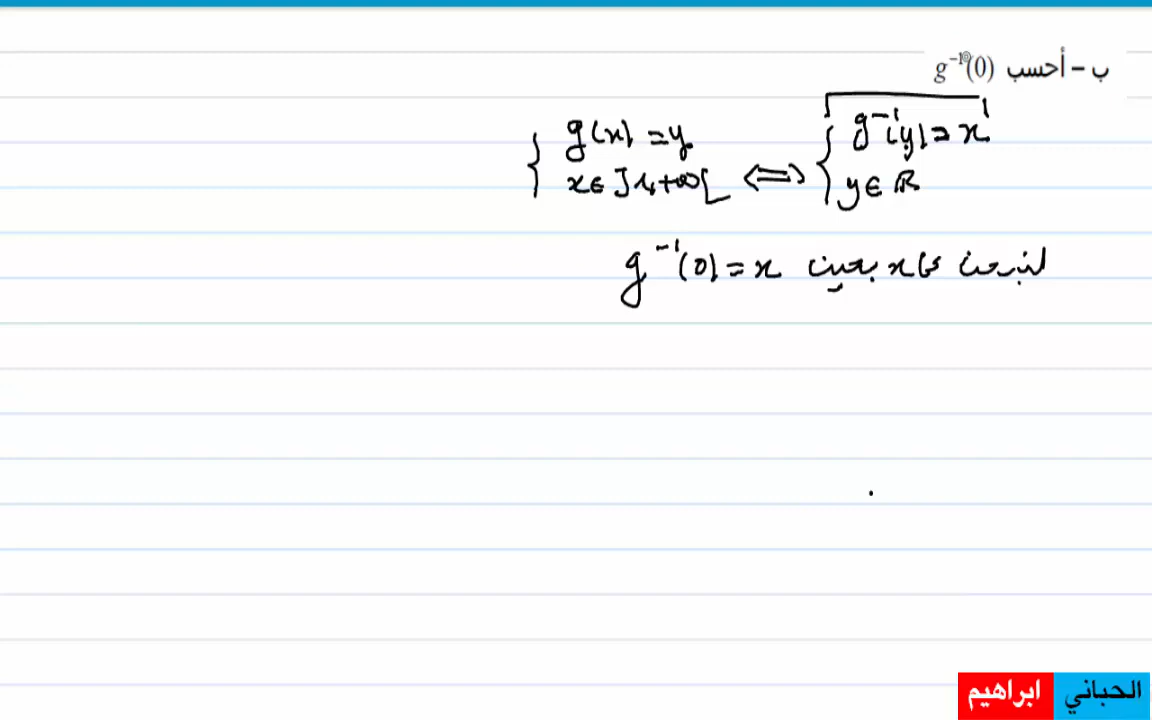 ب – أحسب g⁻¹(0)
{ g(x) = y ⟺ { g⁻¹(y) = x
x ∈ ]1, +∞[ y ∈ ℝ
لنبحث عن x بحيث g⁻¹(0) = x
الحباني ابراهيم